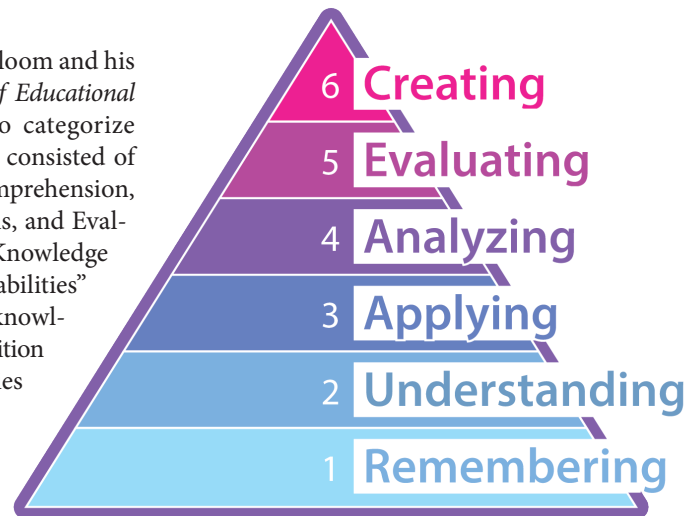 loom and his
f Educational
o categorize
consisted of
mprehension,
s, and Eval-
Knowledge
abilities”
knowl-
ition
es
6 Creating
5 Evaluating
4 Analyzing
3 Applying
2 Understanding
1 Remembering